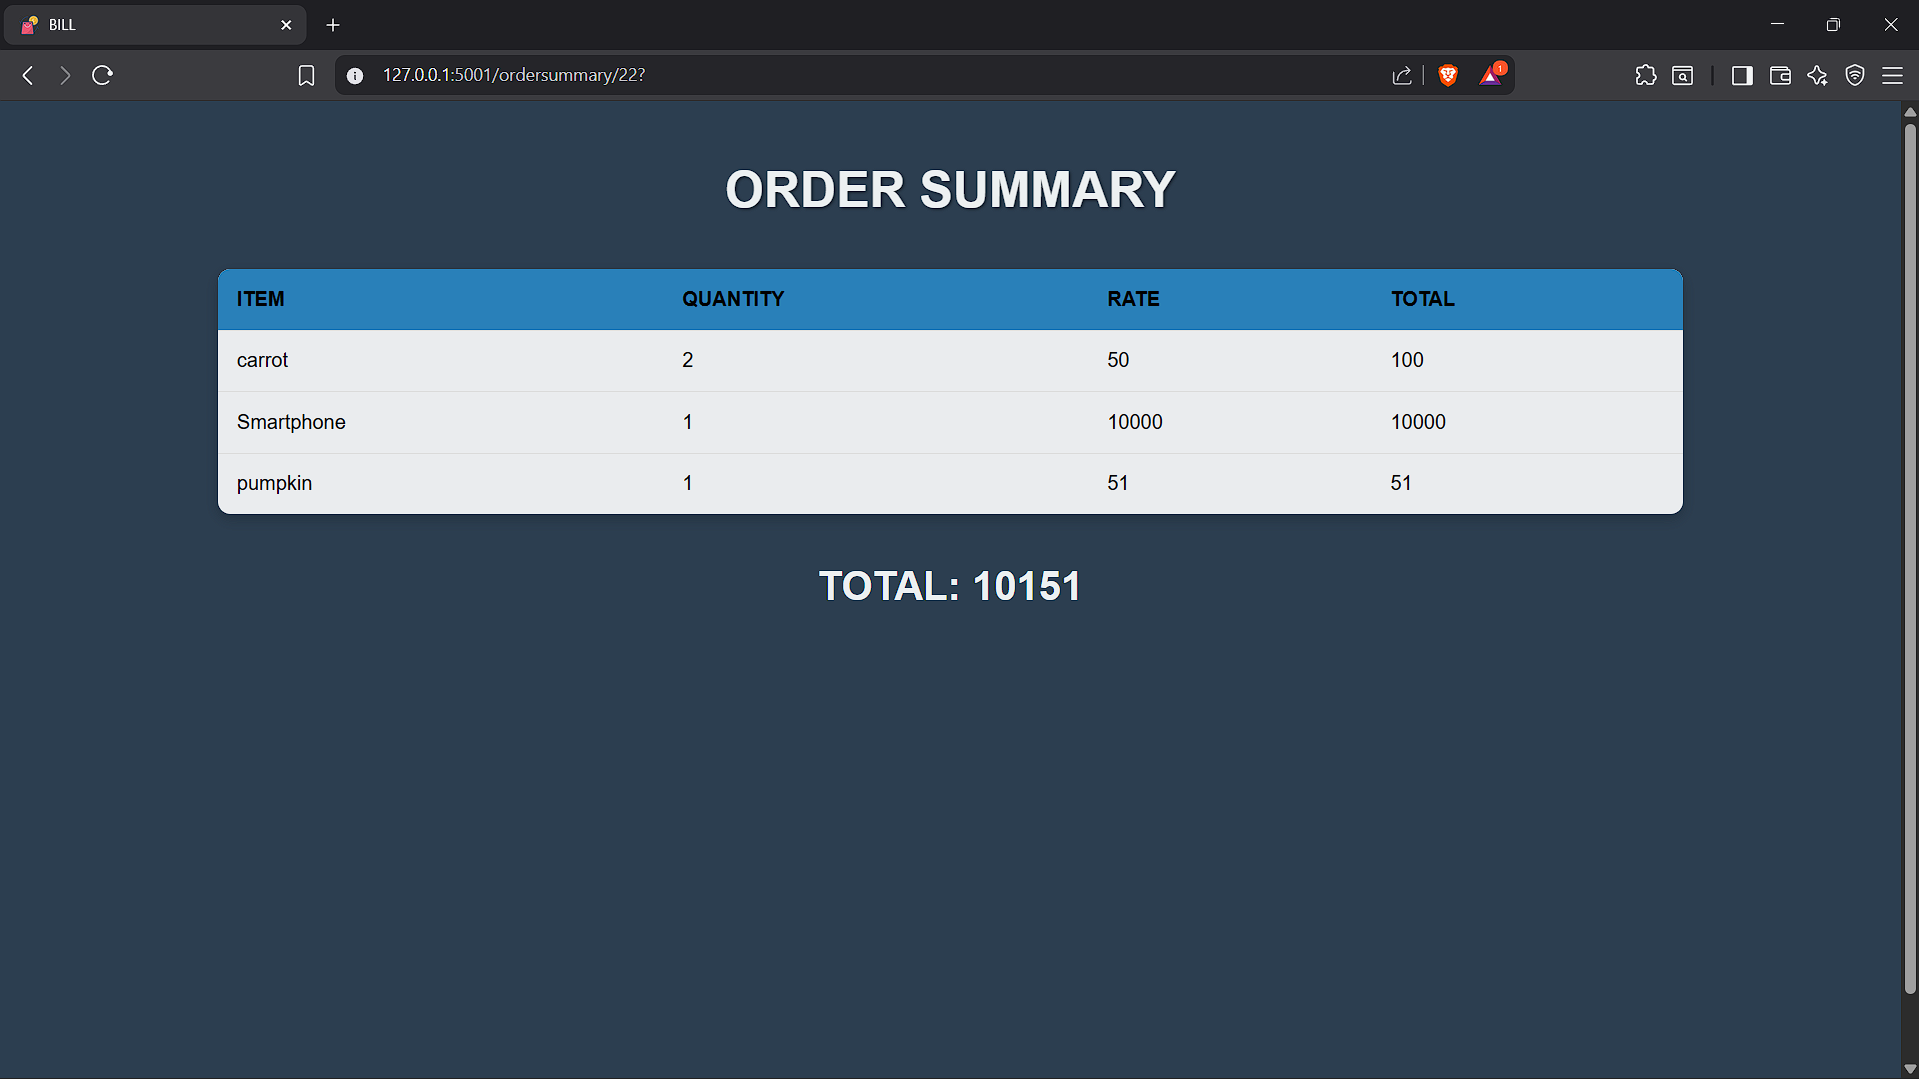 BILL
127.0.0.1:5001/ordersummary/22?
1
ORDER SUMMARY
ITEM QUANTITY RATE TOTAL
carrot 2 50 100
Smartphone 1 10000 10000
pumpkin 1 51 51
TOTAL: 10151